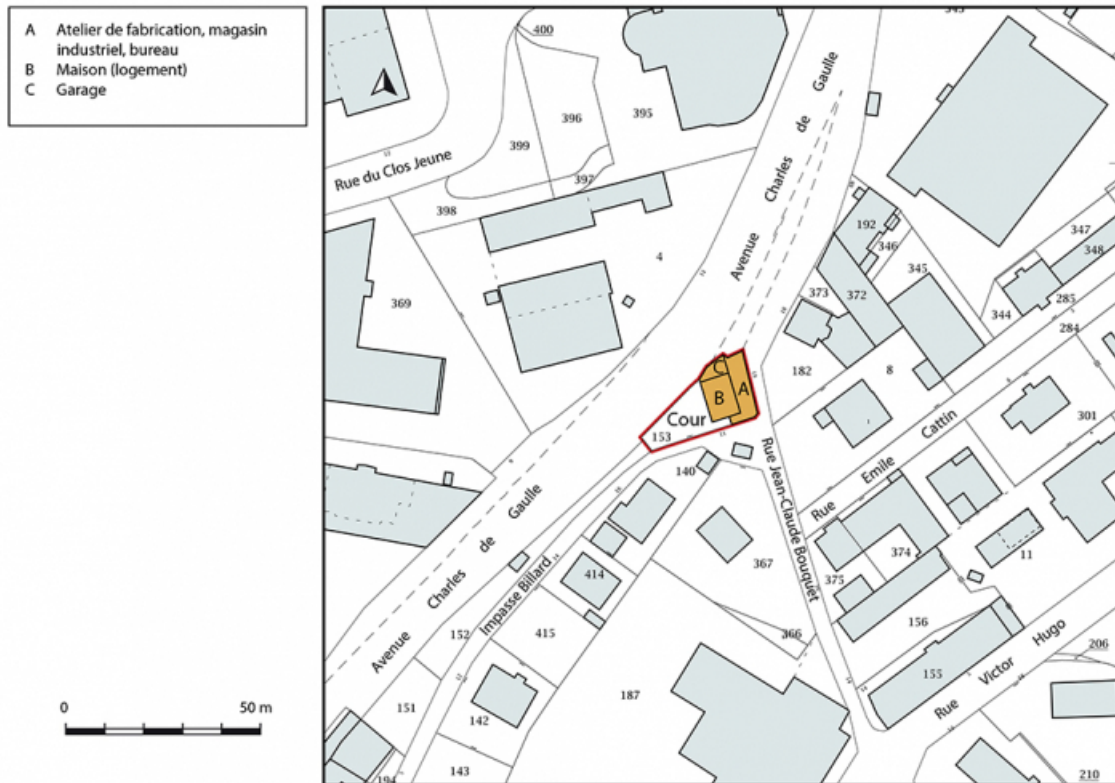 A Atelier de fabrication, magasin
industriel, bureau
B Maison (logement)
C Garage
0 50 m
400
Gaulle
de
Charles
Avenue
396
395
399
Rue du Clos Jeune
397
398
4
369
192
346
347
348
345
373
372
344
285
284
182
8
C
B
A
Cour
153
301
Rue Emile Cattin
140
Rue Jean-Claude Bouquet
Gaulle
de
Charles
Avenue
Impasse Billard
414
367
374
375
11
152
415
366
156
206
155
Rue Victor Hugo
187
151
142
143
194
210